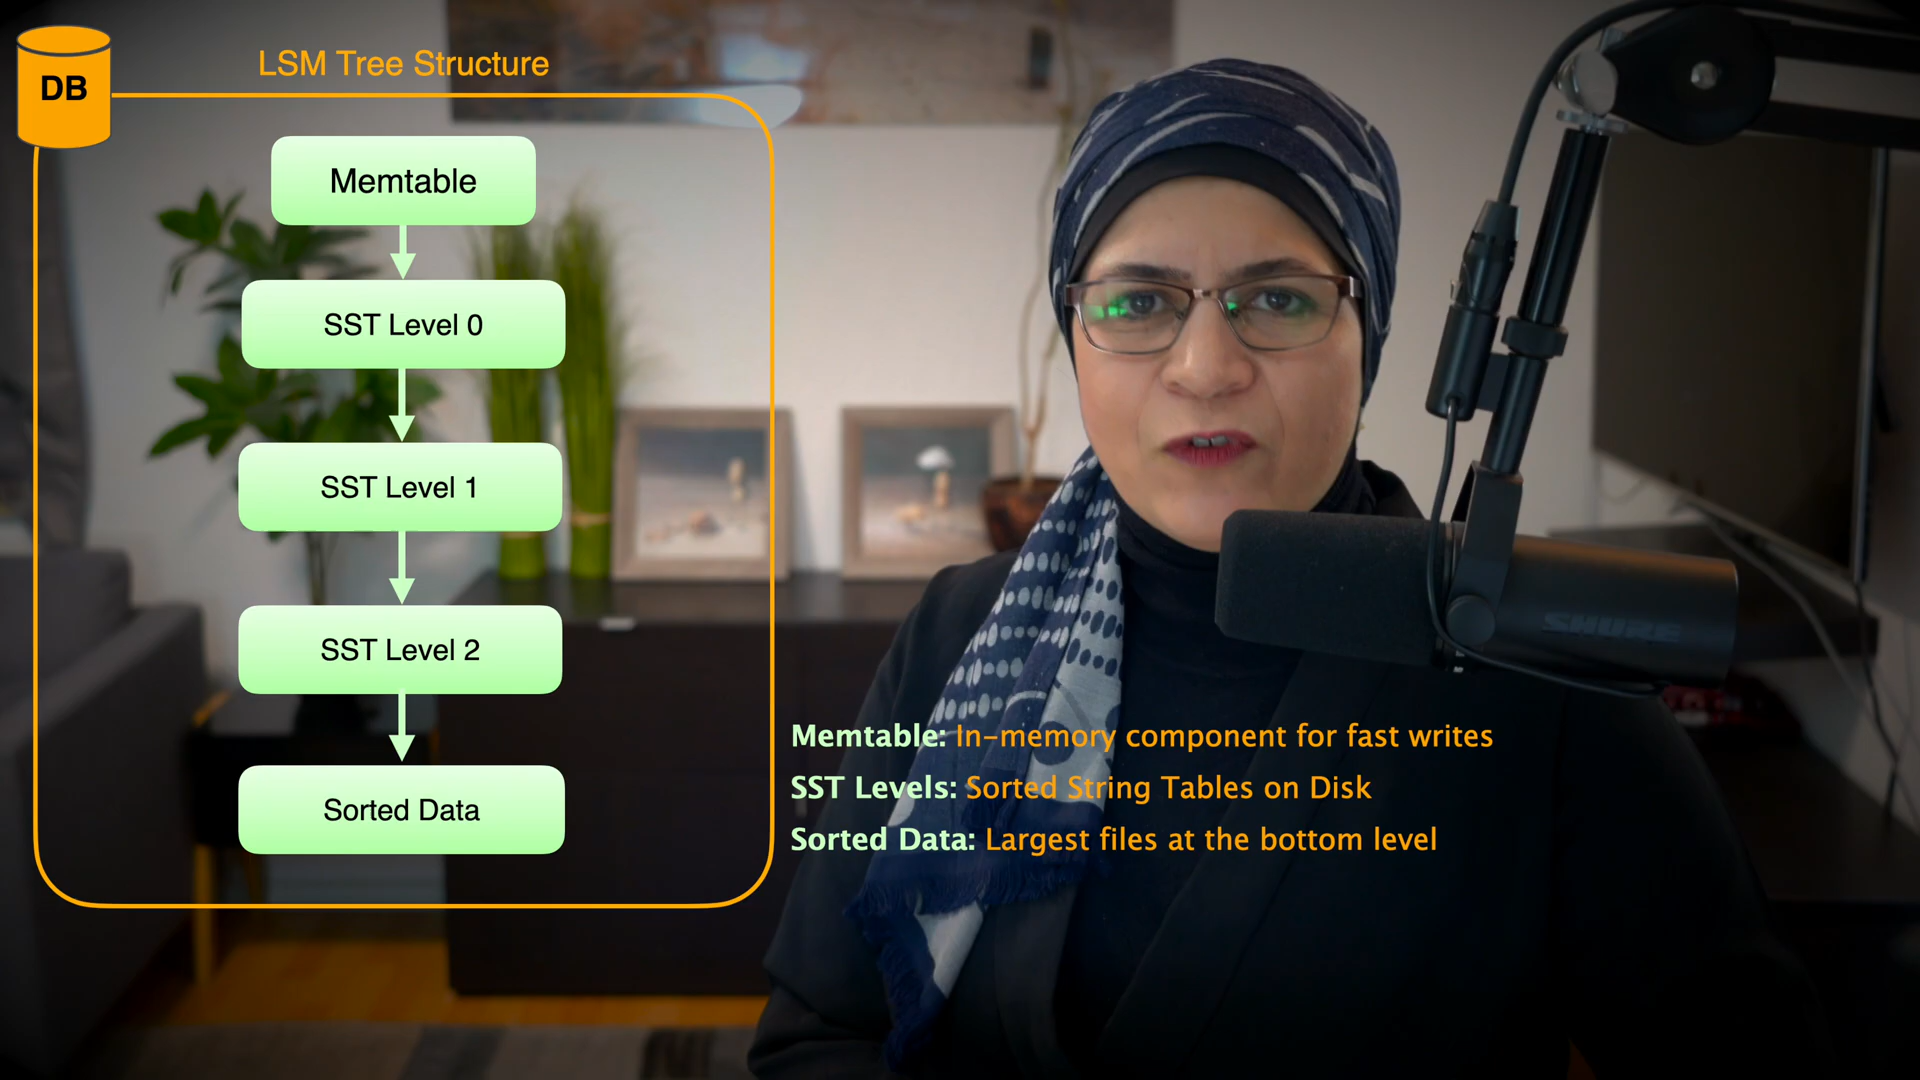 DB
LSM Tree Structure
Memtable
SST Level 0
SST Level 1
SST Level 2
Sorted Data
Memtable: In-memory component for fast writes
SST Levels: Sorted String Tables on Disk
Sorted Data: Largest files at the bottom level
SHURE